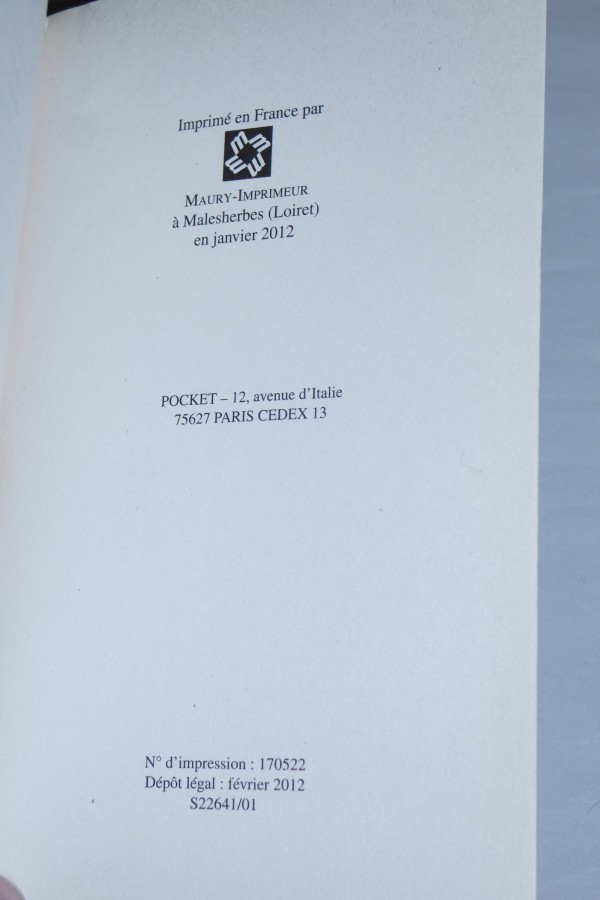 Imprimé en France par
MAURY-IMPRIMEUR
à Malesherbes (Loiret)
en janvier 2012
POCKET – 12, avenue d'Italie
75627 PARIS CEDEX 13
N° d'impression : 170522
Dépôt légal : février 2012
S22641/01